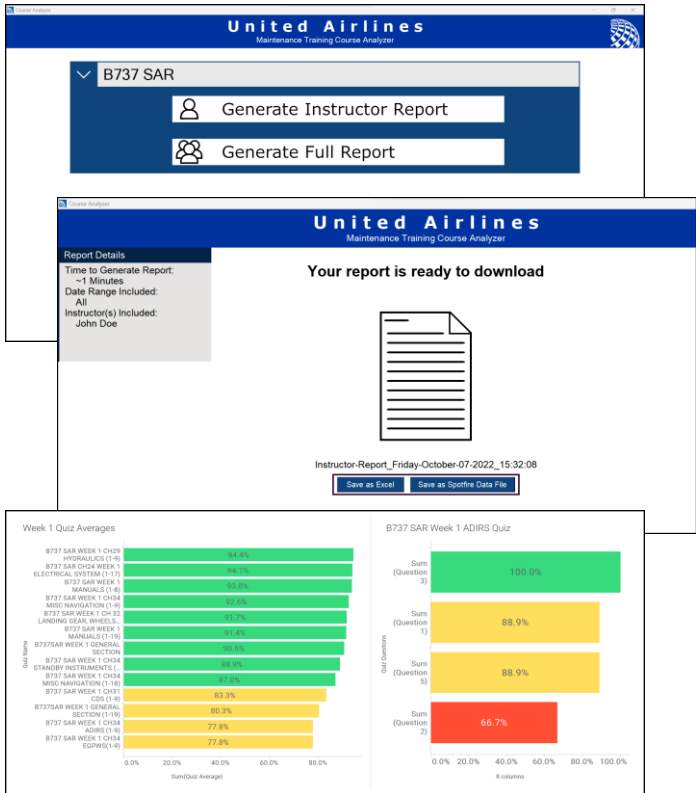 Course Analyzer
United Airlines
Maintenance Training Course Analyzer
B737 SAR
Generate Instructor Report
Generate Full Report
Course Analyzer
United Airlines
Maintenance Training Course Analyzer
Report Details
Time to Generate Report:
~1 Minutes
Date Range Included:
All
Instructor(s) Included:
John Doe
Your report is ready to download
Instructor-Report_Friday-October-07-2022_15:32:08
Save as Excel
Save as Spotfire Data File
Week 1 Quiz Averages
Quiz Name
B737 SAR WEEK 1 CH29
HYDRAULICS (1-9)
94.4%
B737 SAR CH24 WEEK 1
ELECTRICAL SYSTEM (1-17)
94.1%
B737 SAR WEEK 1
MANUALS (1-8)
93.8%
B737 SAR WEEK 1 CH34
MISC NAVIGATION (1-9)
92.6%
B737 SAR WEEK 1 CH 32
LANDING GEAR, WHEELS...
91.7%
B737 SAR WEEK 1
MANUALS (1-19)
91.4%
B737SAR WEEK 1 GENERAL
SECTION
90.6%
B737 SAR WEEK 1 CH34
STANDBY INSTRUMENTS (...
88.9%
B737 SAR WEEK 1 CH34
MISC NAVIGATION (1-18)
87.0%
B737 SAR WEEK 1 CH31
CDS (1-9)
83.3%
B737SAR WEEK 1 GENERAL
SECTION (1-19)
80.3%
B737 SAR WEEK 1 CH34
ADIRS (1-9)
77.8%
B737 SAR WEEK 1 CH34
EGPWS(1-9)
77.8%
0.0% 20.0% 40.0% 60.0% 80.0%
Sum(Quiz Average)
B737 SAR Week 1 ADIRS Quiz
Quiz Questions
Sum
(Question
3)
100.0%
Sum
(Question
1)
88.9%
Sum
(Question
5)
88.9%
Sum
(Question
2)
66.7%
0.0% 20.0% 40.0% 60.0% 80.0% 100.0%
8 columns